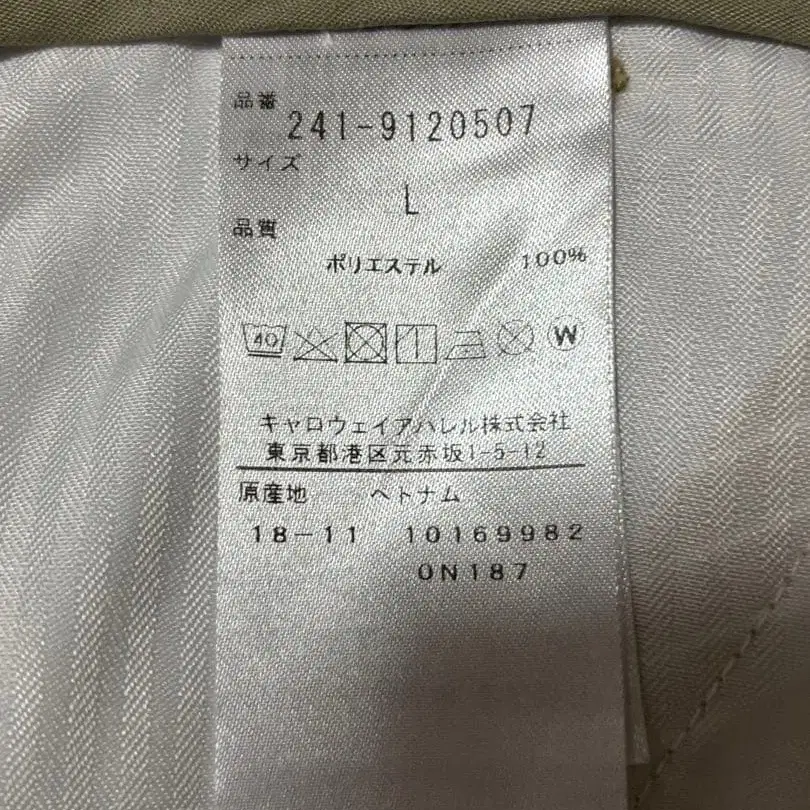 品番
241-9120507
サイズ
L
品質
ポリエステル 100%
40 W
キャロウェイアパレル株式会社
東京都港区元赤坂1-5-12
原産地 ベトナム
18-11 10169982
0N187